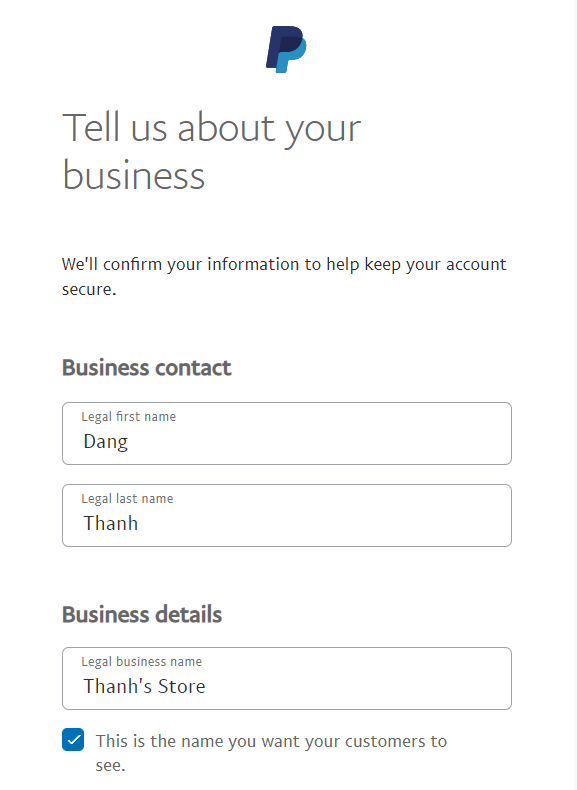 Tell us about your
business
We'll confirm your information to help keep your account
secure.
Business contact
Legal first name
Dang
Legal last name
Thanh
Business details
Legal business name
Thanh's Store
This is the name you want your customers to
see.